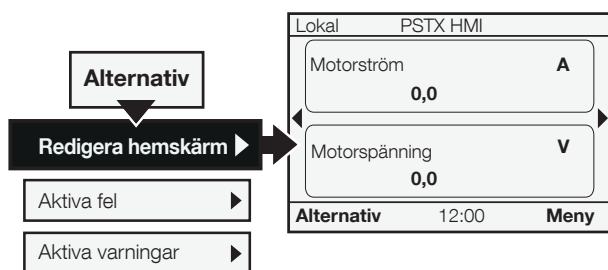 Alternativ
Redigera hemskärm
Aktiva fel
Aktiva varningar
Lokal PSTX HMI
Motorström A
0,0
Motorspänning V
0,0
Alternativ 12:00 Meny